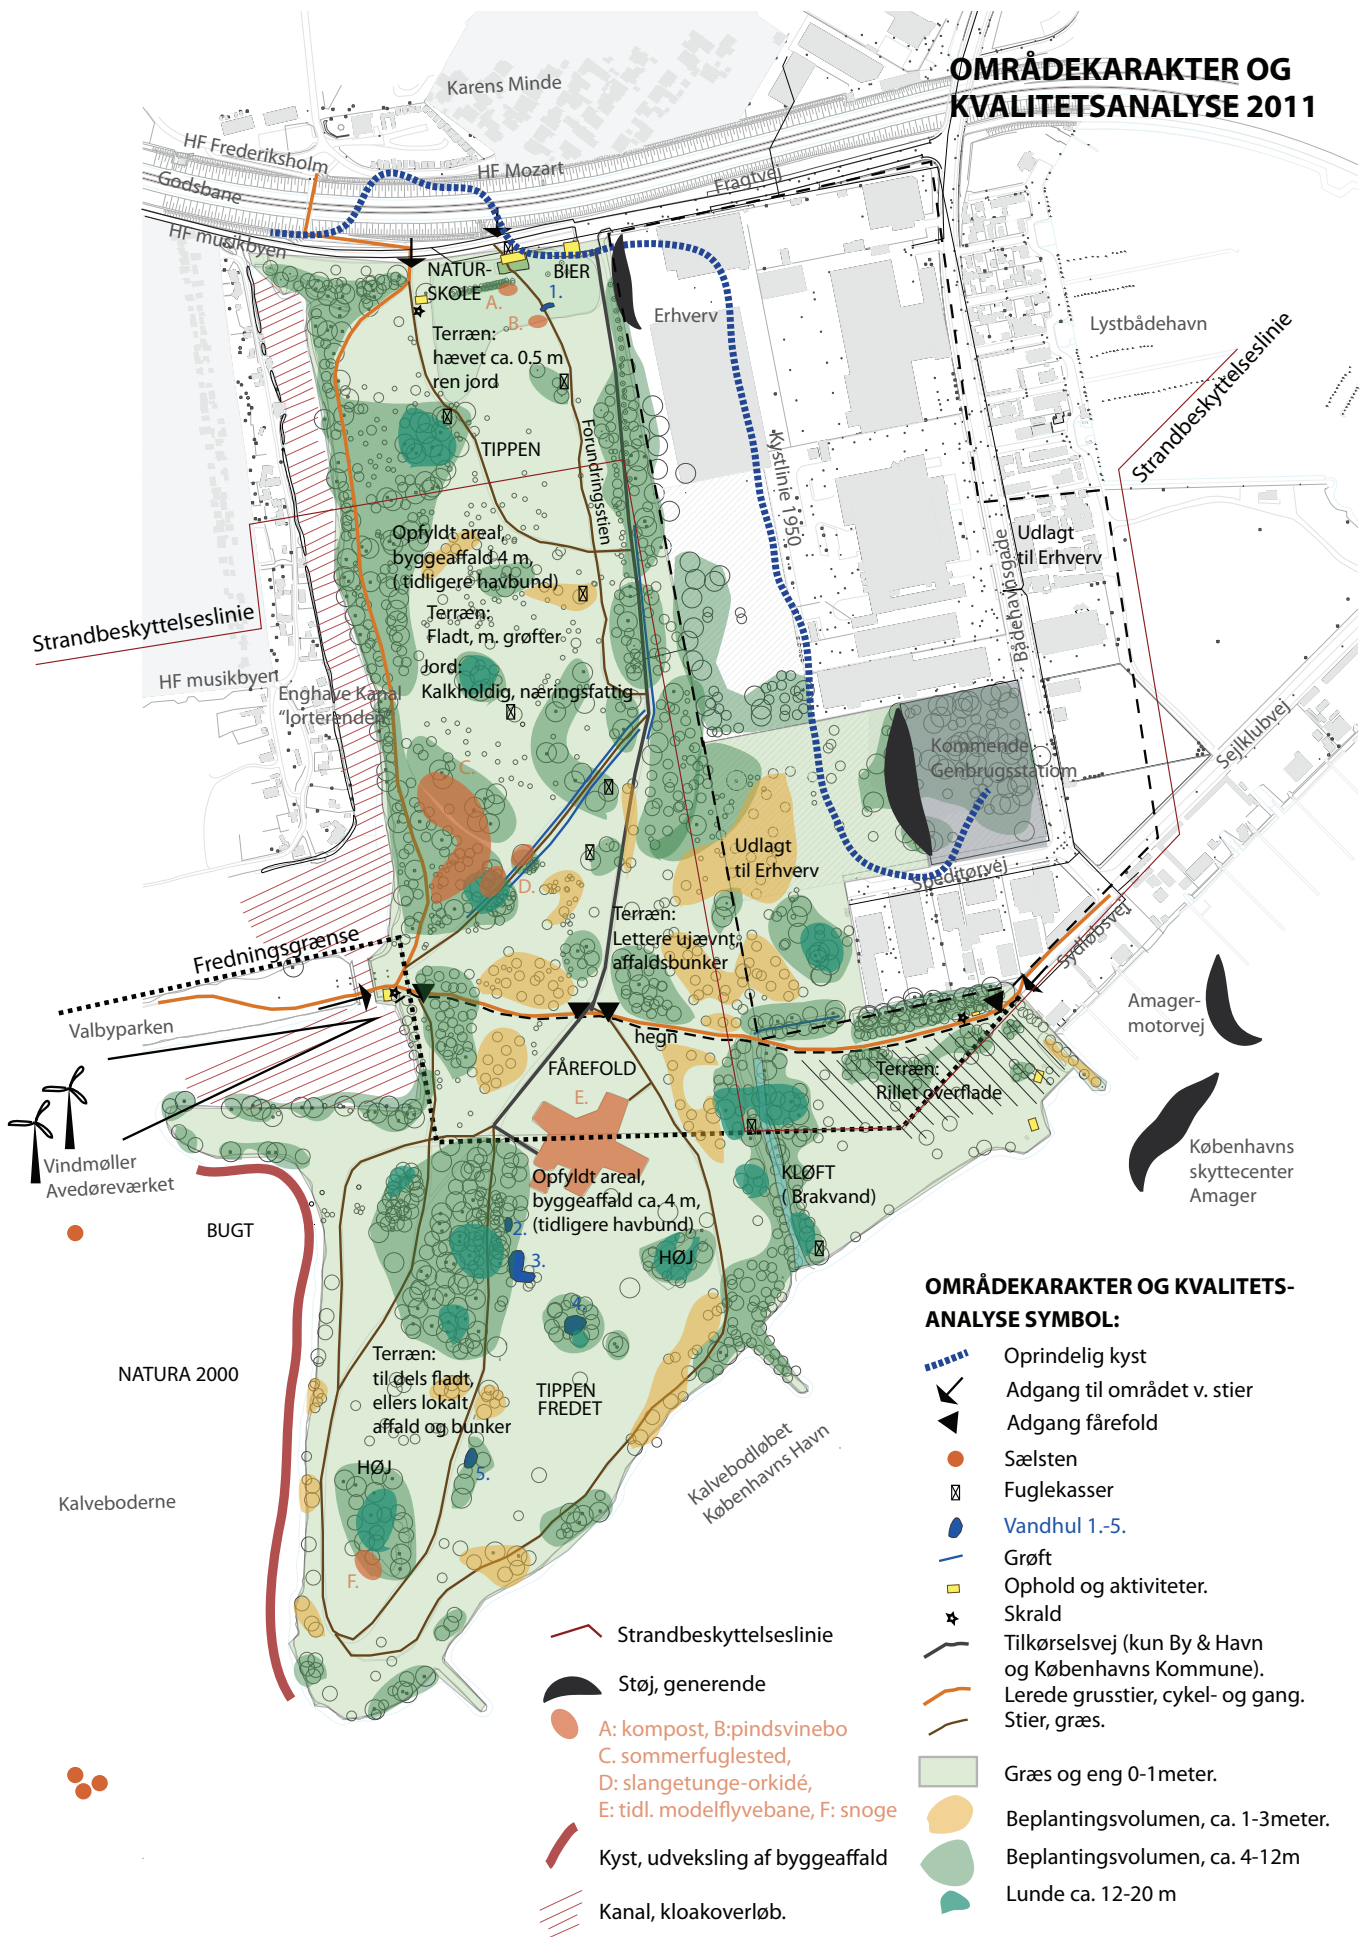 OMRÅDEKARAKTER OG
KVALITETSANALYSE 2011
Karens Minde
HF Frederiksholm
HF Mozart
Godsbane
Fragtvej
HF musikbyen
NATUR-
SKOLE
BIER
A.
1.
B.
Erhverv
Lystbådehavn
Strandbeskyttelseslinie
Terræn:
hævet ca. 0.5 m
ren jord
TIPPEN
Forundringsstien
Kystlinie 1950
Opfyldt areal,
byggeaffald 4 m,
( tidligere havbund)
Udlagt
til Erhverv
Bådehavnsgade
Terræn:
Fladt, m. grøfter
Strandbeskyttelseslinie
Jord:
Kalkholdig, næringsfattig
HF musikbyen
Enghave Kanal
"lorterenden"
Kommende
Genbrugsstatiom
Sejlklubvej
C.
D.
Udlagt
til Erhverv
Speditørvej
Terræn:
Lettere ujævnt,
affaldsbunker
Fredningsgrænse
Sydløbsvej
Valbyparken
Amager-
motorvej
hegn
FÅREFOLD
E.
Terræn:
Rillet overflade
Københavns
skyttecenter
Amager
Vindmøller
Avedøreværket
Opfyldt areal,
byggeaffald ca. 4 m,
(tidligere havbund)
KLØFT
( Brakvand)
BUGT
2.
3.
HØJ
4.
NATURA 2000
Terræn:
til dels fladt,
ellers lokalt
affald og bunker
TIPPEN
FREDET
HØJ
5.
Kalveboderne
Kalvebodløbet
Københavns Havn
F.
OMRÅDEKARAKTER OG KVALITETS-
ANALYSE SYMBOL:
Oprindelig kyst
Adgang til området v. stier
Adgang fårefold
Sælsten
Fuglekasser
Vandhul 1.-5.
Grøft
Ophold og aktiviteter.
Skrald
Tilkørselsvej (kun By & Havn
og Københavns Kommune).
Lerede grusstier, cykel- og gang.
Stier, græs.
Græs og eng 0-1meter.
Beplantingsvolumen, ca. 1-3meter.
Beplantingsvolumen, ca. 4-12m
Lunde ca. 12-20 m
Strandbeskyttelseslinie
Støj, generende
A: kompost, B:pindsvinebo
C. sommerfuglested,
D: slangetunge-orkidé,
E: tidl. modelflyvebane, F: snoge
Kyst, udveksling af byggeaffald
Kanal, kloakoverløb.